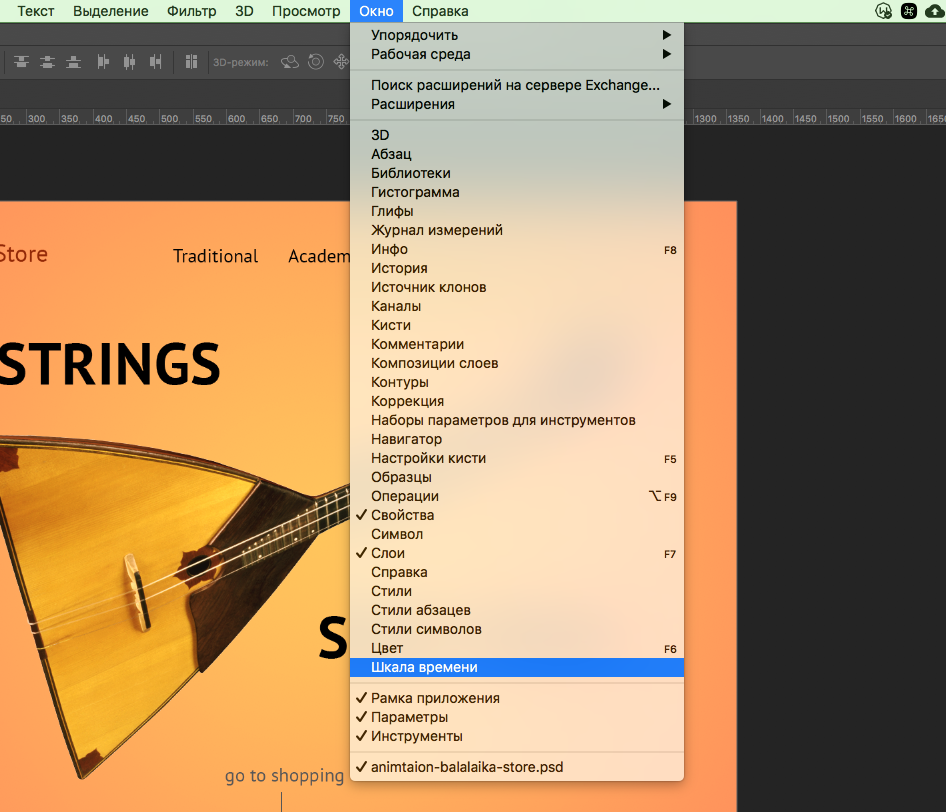 Текст Выделение Фильтр 3D Просмотр Окно Справка
3D-режим:
50 300 350 400 450 500 550 600 650 700 750 1300 1350 1400 1450 1500 1550 1600 1650
Упорядочить
Рабочая среда
Поиск расширений на сервере Exchange...
Расширения
3D
Абзац
Библиотеки
Гистограмма
Глифы
Журнал измерений
Инфо F8
История
Источник клонов
Каналы
Кисти
Комментарии
Композиции слоев
Контуры
Коррекция
Наборы параметров для инструментов
Навигатор
Настройки кисти F5
Образцы
Операции ⌥F9
Свойства
Символ
Слои F7
Справка
Стили
Стили абзацев
Стили символов
Цвет F6
Шкала времени
Рамка приложения
Параметры
Инструменты
animtaion-balalaika-store.psd
Store
Traditional Academ
STRINGS
S
go to shopping